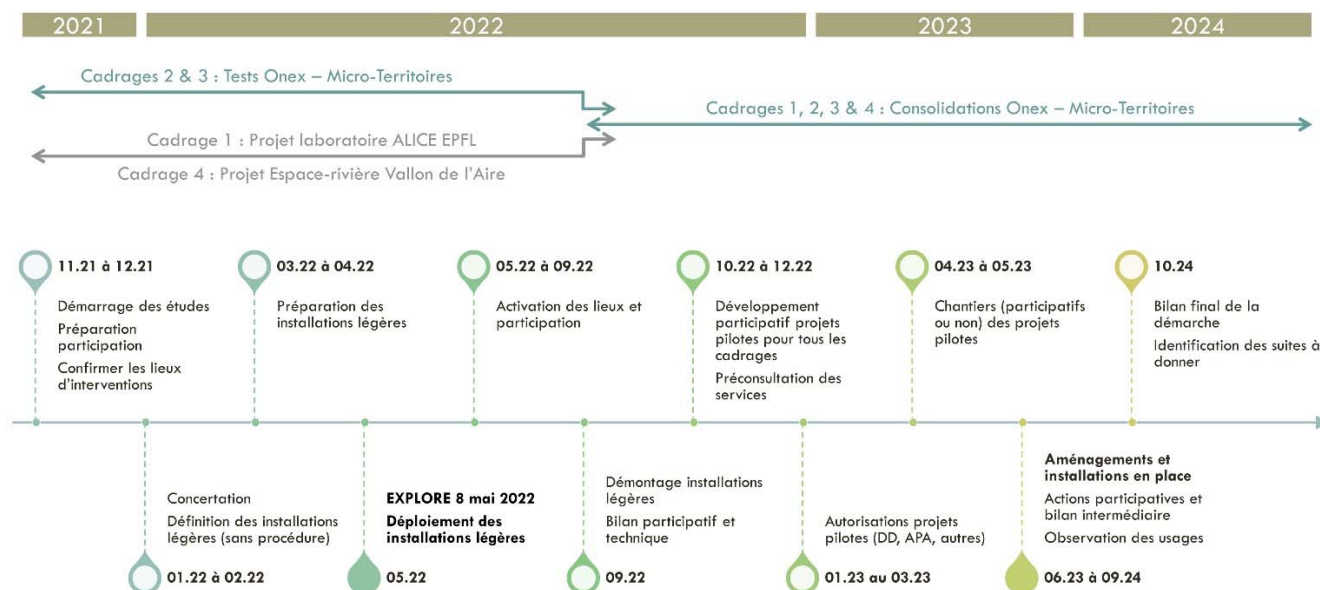 2021
2022
2023
2024
Cadrages 2 & 3 : Tests Onex – Micro-Territoires
Cadrages 1, 2, 3 & 4 : Consolidations Onex – Micro-Territoires
Cadrage 1 : Projet laboratoire ALICE EPFL
Cadrage 4 : Projet Espace-rivière Vallon de l'Aire
11.21 à 12.21
Démarrage des études
Préparation
participation
Confirmer les lieux
d'interventions
03.22 à 04.22
Préparation des
installations légères
05.22 à 09.22
Activation des lieux et
participation
10.22 à 12.22
Développement
participatif projets
pilotes pour tous les
cadrages
Préconsultation des
services
04.23 à 05.23
Chantiers (participatifs
ou non) des projets
pilotes
10.24
Bilan final de la
démarche
Identification des suites à
donner
Concertation
Définition des installations
légères (sans procédure)
01.22 à 02.22
EXPLORE 8 mai 2022
Déploiement des
installations légères
05.22
Démontage installations
légères
Bilan participatif et
technique
09.22
Autorisations projets
pilotes (DD, APA, autres)
01.23 au 03.23
Aménagements et
installations en place
Actions participatives et
bilan intermédiaire
Observation des usages
06.23 à 09.24